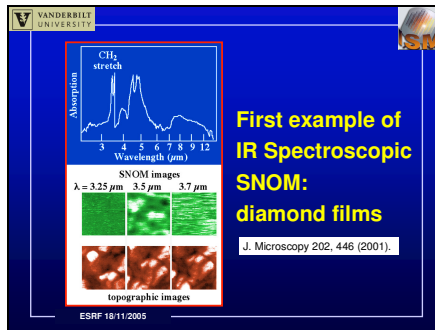 VANDERBILT
UNIVERSITY
ISM
CH2
stretch
Absorption
3 4 5 6 7 8 9 12
Wavelength (µm)
SNOM images
λ = 3.25 µm 3.5 µm 3.7 µm
topographic images
First example of
IR Spectroscopic
SNOM:
diamond films
J. Microscopy 202, 446 (2001).
ESRF 18/11/2005